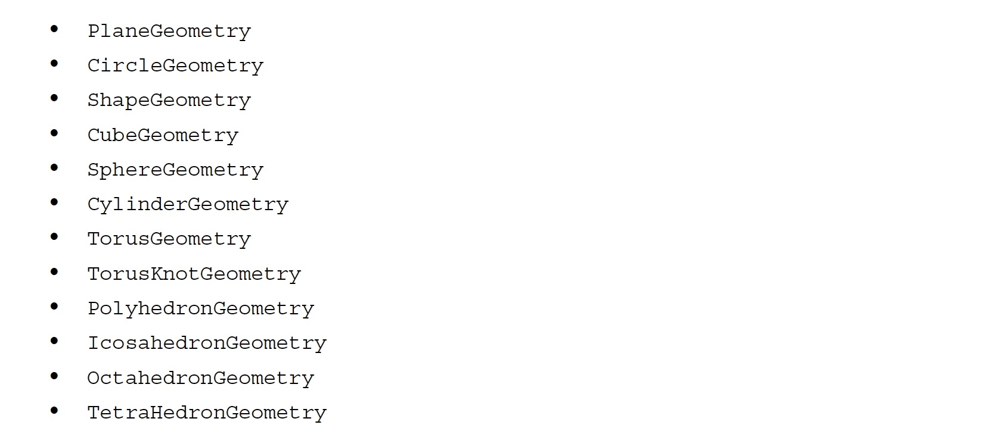 • PlaneGeometry
• CircleGeometry
• ShapeGeometry
• CubeGeometry
• SphereGeometry
• CylinderGeometry
• TorusGeometry
• TorusKnotGeometry
• PolyhedronGeometry
• IcosahedronGeometry
• OctahedronGeometry
• TetraHedronGeometry